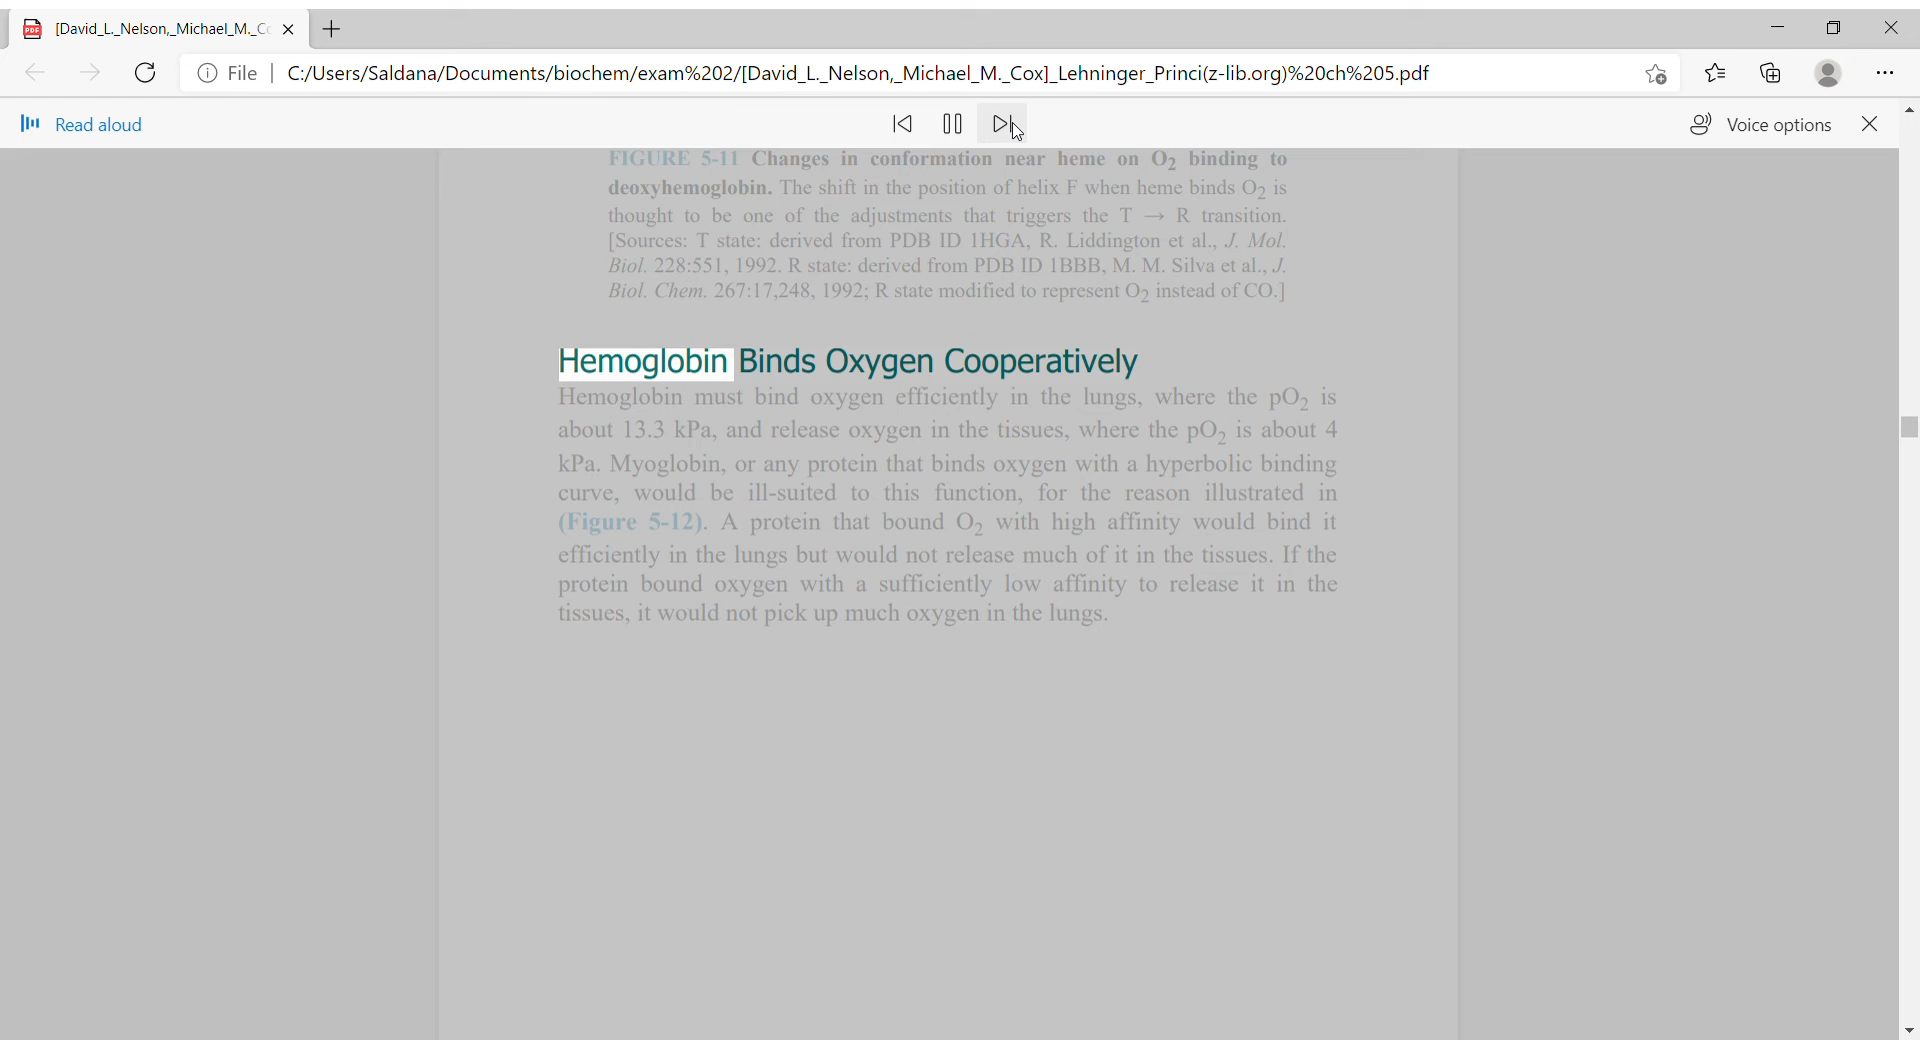 [David_L._Nelson,_Michael_M._Co
File | C:/Users/Saldana/Documents/biochem/exam%202/[David_L._Nelson,_Michael_M._Cox]_Lehninger_Princi(z-lib.org)%20ch%205.pdf
Read aloud
Voice options
FIGURE 5-11 Changes in conformation near heme on O₂ binding to
deoxyhemoglobin. The shift in the position of helix F when heme binds O₂ is
thought to be one of the adjustments that triggers the T → R transition.
[Sources: T state: derived from PDB ID 1HGA, R. Liddington et al., J. Mol.
Biol. 228:551, 1992. R state: derived from PDB ID 1BBB, M. M. Silva et al., J.
Biol. Chem. 267:17,248, 1992; R state modified to represent O₂ instead of CO.]
Hemoglobin Binds Oxygen Cooperatively
Hemoglobin must bind oxygen efficiently in the lungs, where the pO₂ is
about 13.3 kPa, and release oxygen in the tissues, where the pO₂ is about 4
kPa. Myoglobin, or any protein that binds oxygen with a hyperbolic binding
curve, would be ill-suited to this function, for the reason illustrated in
(Figure 5-12). A protein that bound O₂ with high affinity would bind it
efficiently in the lungs but would not release much of it in the tissues. If the
protein bound oxygen with a sufficiently low affinity to release it in the
tissues, it would not pick up much oxygen in the lungs.